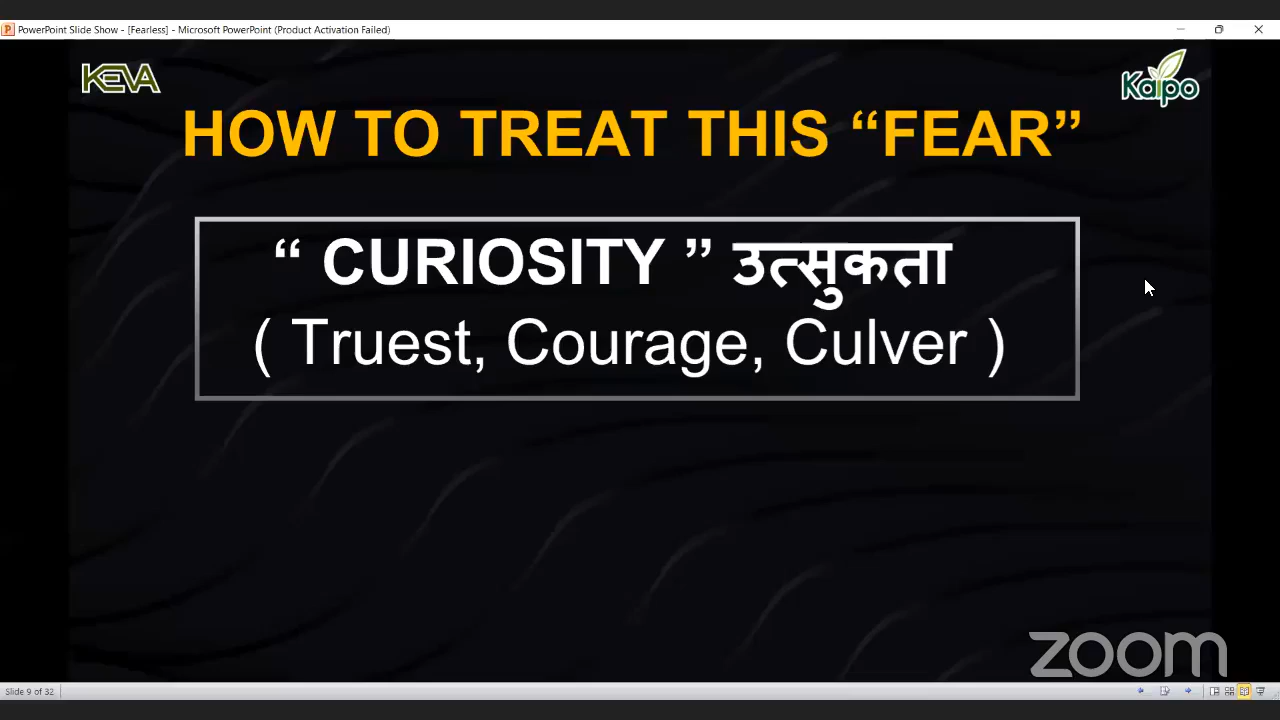 PowerPoint Slide Show - [Fearless] - Microsoft PowerPoint (Product Activation Failed)
KEVA
Kaipo
HOW TO TREAT THIS “FEAR”
“ CURIOSITY ” उत्सुकता
( Truest, Courage, Culver )
zoom
Slide 9 of 32